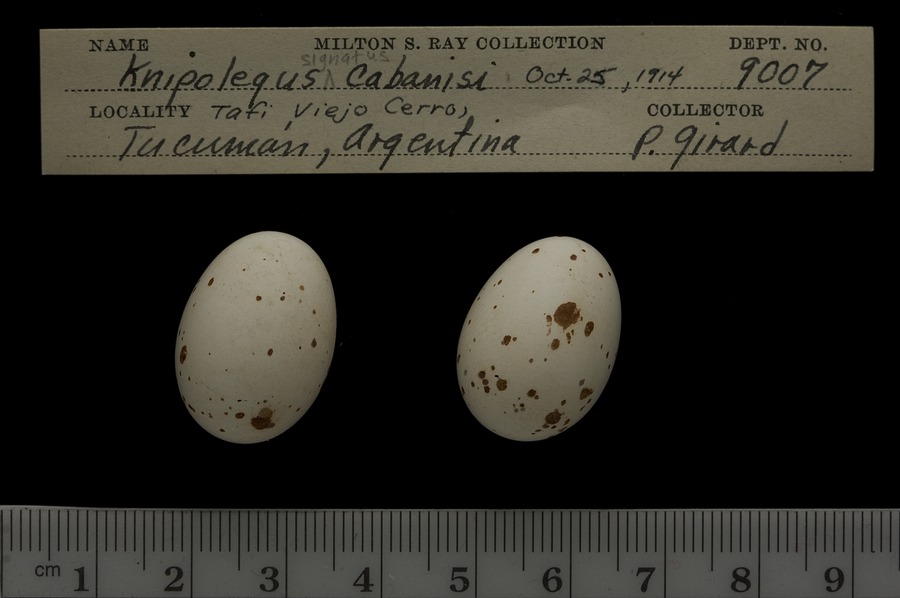 NAME MILTON S. RAY COLLECTION DEPT. NO.
signatus
Knipolegus ^ Cabanisi Oct. 25, 1914 9007
LOCALITY Tafi Viejo Cerro, COLLECTOR
Tucumán, Argentina P. Girard
cm 1 2 3 4 5 6 7 8 9